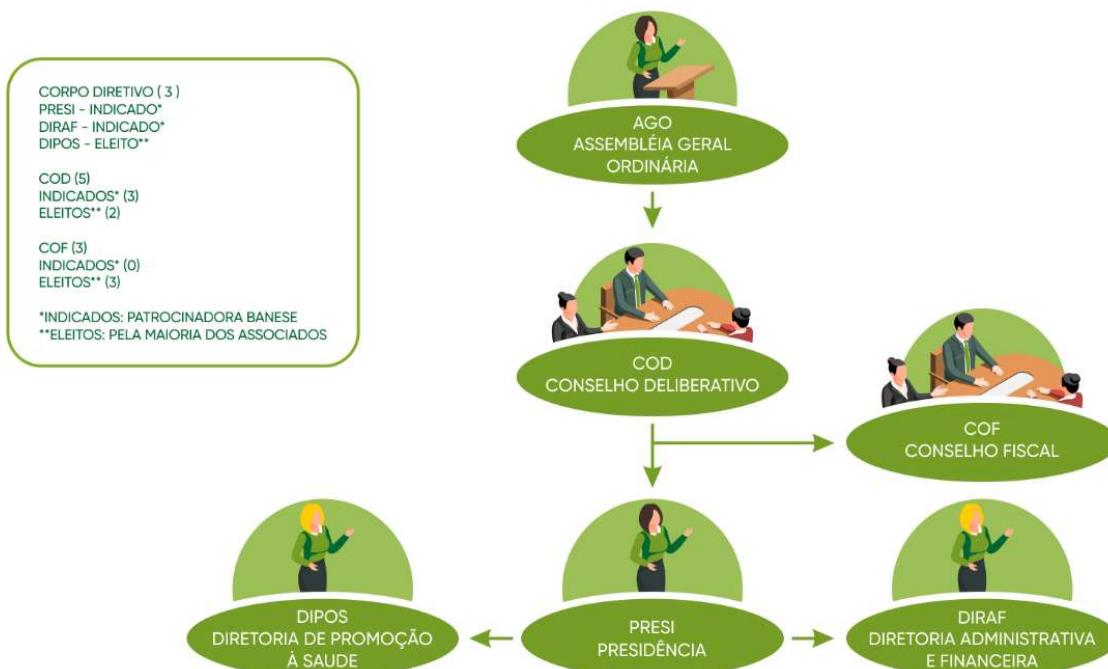 CORPO DIRETIVO ( 3 )
PRESI - INDICADO*
DIRAF - INDICADO*
DIPOS - ELEITO**
COD (5)
INDICADOS* (3)
ELEITOS** (2)
COF (3)
INDICADOS* (0)
ELEITOS** (3)
*INDICADOS: PATROCINADORA BANESE
**ELEITOS: PELA MAIORIA DOS ASSOCIADOS
AGO
ASSEMBLÉIA GERAL
ORDINÁRIA
COD
CONSELHO DELIBERATIVO
COF
CONSELHO FISCAL
DIPOS
DIRETORIA DE PROMOÇÃO
À SAUDE
PRESI
PRESIDÊNCIA
DIRAF
DIRETORIA ADMINISTRATIVA
E FINANCEIRA